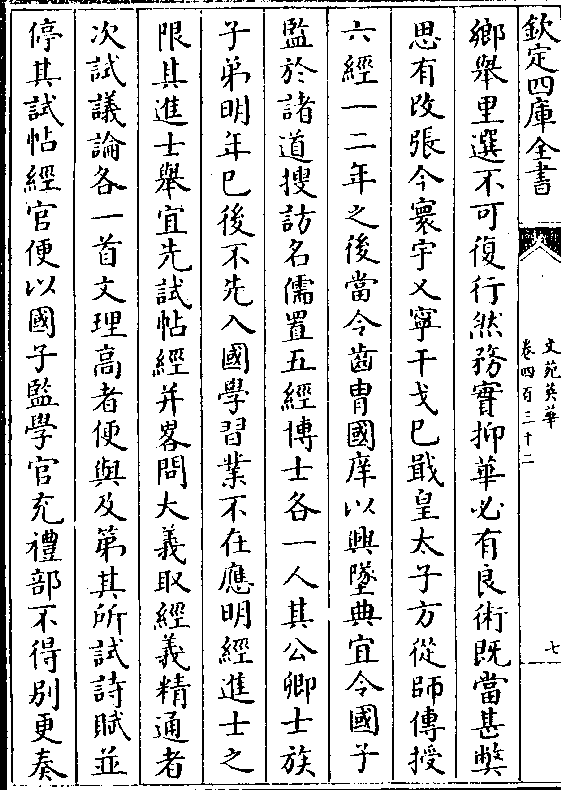 欽定四庫全書
文苑英華
卷四百三十二
七
鄉舉里選不可復行然務實抑華必有良術既當甚𡚁
思有改張今寰宇乂寧干戈已戢皇太子方從師傅授
六經一二年之後當令齒胄國庠以興墜典宜令國子
監於諸道搜訪名儒置五經博士各一人其公卿士族
子弟明年已後不先入國學習業不在應明經進士之
限其進士舉宜先試帖經并畧問大義取經義精通者
次試議論各一首文理高者便與及第其所試詩賦並
停其試帖經官便以國子監學官充禮部不得別更奏